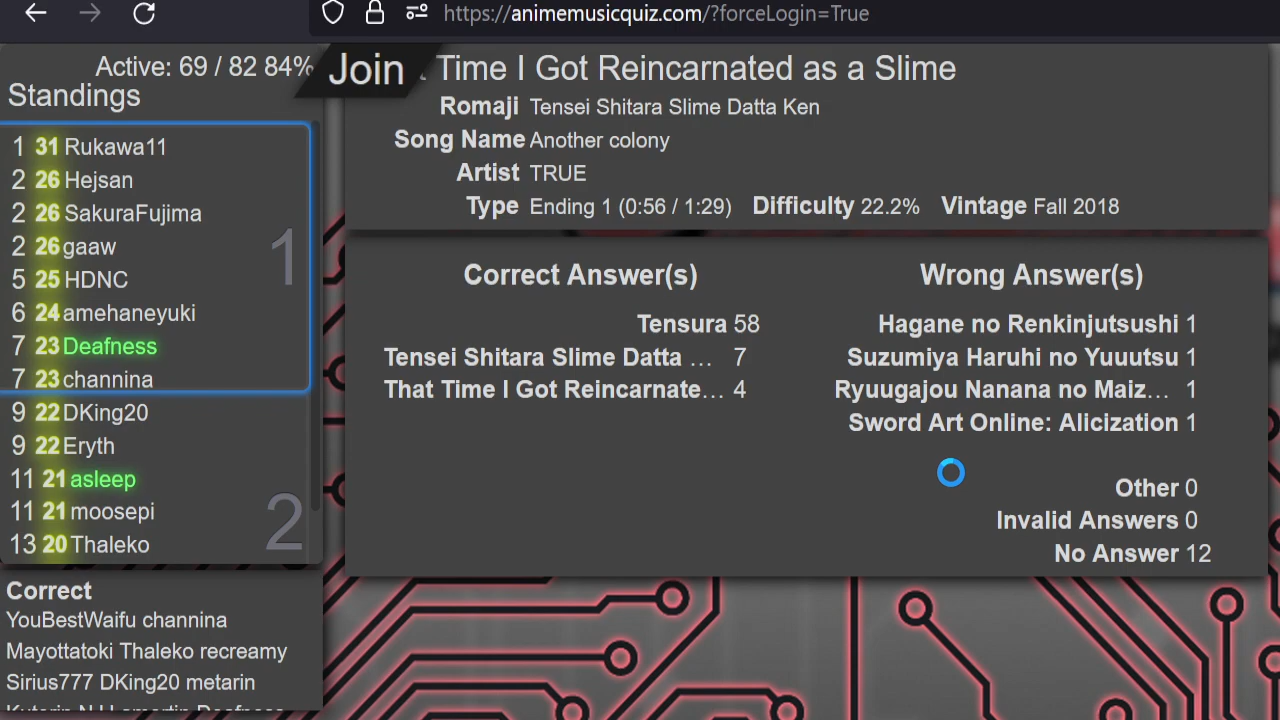 https://animemusicquiz.com/?forceLogin=True
Active: 69 / 82 84%
Join
t Time I Got Reincarnated as a Slime
Standings
Romaji Tensei Shitara Slime Datta Ken
Song Name Another colony
Artist TRUE
Type Ending 1 (0:56 / 1:29) Difficulty 22.2% Vintage Fall 2018
1 31 Rukawa11
2 26 Hejsan
2 26 SakuraFujima
2 26 gaaw
5 25 HDNC
6 24 amehaneyuki
7 23 Deafness
7 23 channina
1
9 22 DKing20
9 22 Eryth
11 21 asleep
11 21 moosepi
13 20 Thaleko
2
Correct Answer(s)
Tensura 58
Tensei Shitara Slime Datta ... 7
That Time I Got Reincarnate... 4
Wrong Answer(s)
Hagane no Renkinjutsushi 1
Suzumiya Haruhi no Yuuutsu 1
Ryuugajou Nanana no Maiz... 1
Sword Art Online: Alicization 1
Other 0
Invalid Answers 0
No Answer 12
Correct
YouBestWaifu channina
Mayottatoki Thaleko recreamy
Sirius777 DKing20 metarin